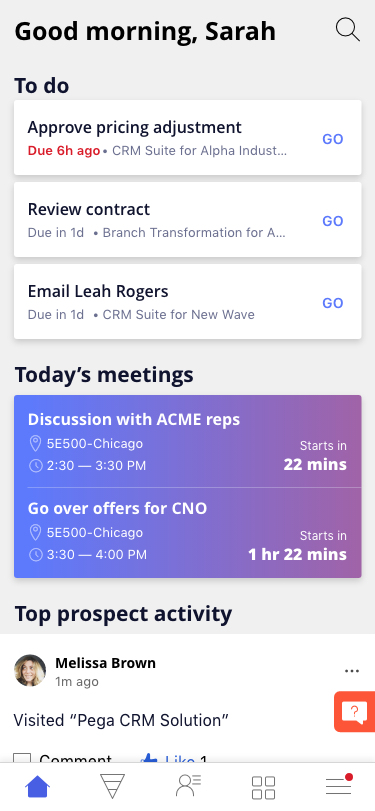 Good morning, Sarah
To do
Approve pricing adjustment
Due 6h ago • CRM Suite for Alpha Indust...
GO
Review contract
Due in 1d • Branch Transformation for A...
GO
Email Leah Rogers
Due in 1d • CRM Suite for New Wave
GO
Today’s meetings
Discussion with ACME reps
5E500-Chicago
2:30 — 3:30 PM
Starts in
22 mins
Go over offers for CNO
5E500-Chicago
3:30 — 4:00 PM
Starts in
1 hr 22 mins
Top prospect activity
Melissa Brown
1m ago
...
?
Visited “Pega CRM Solution”
Comment Like 1